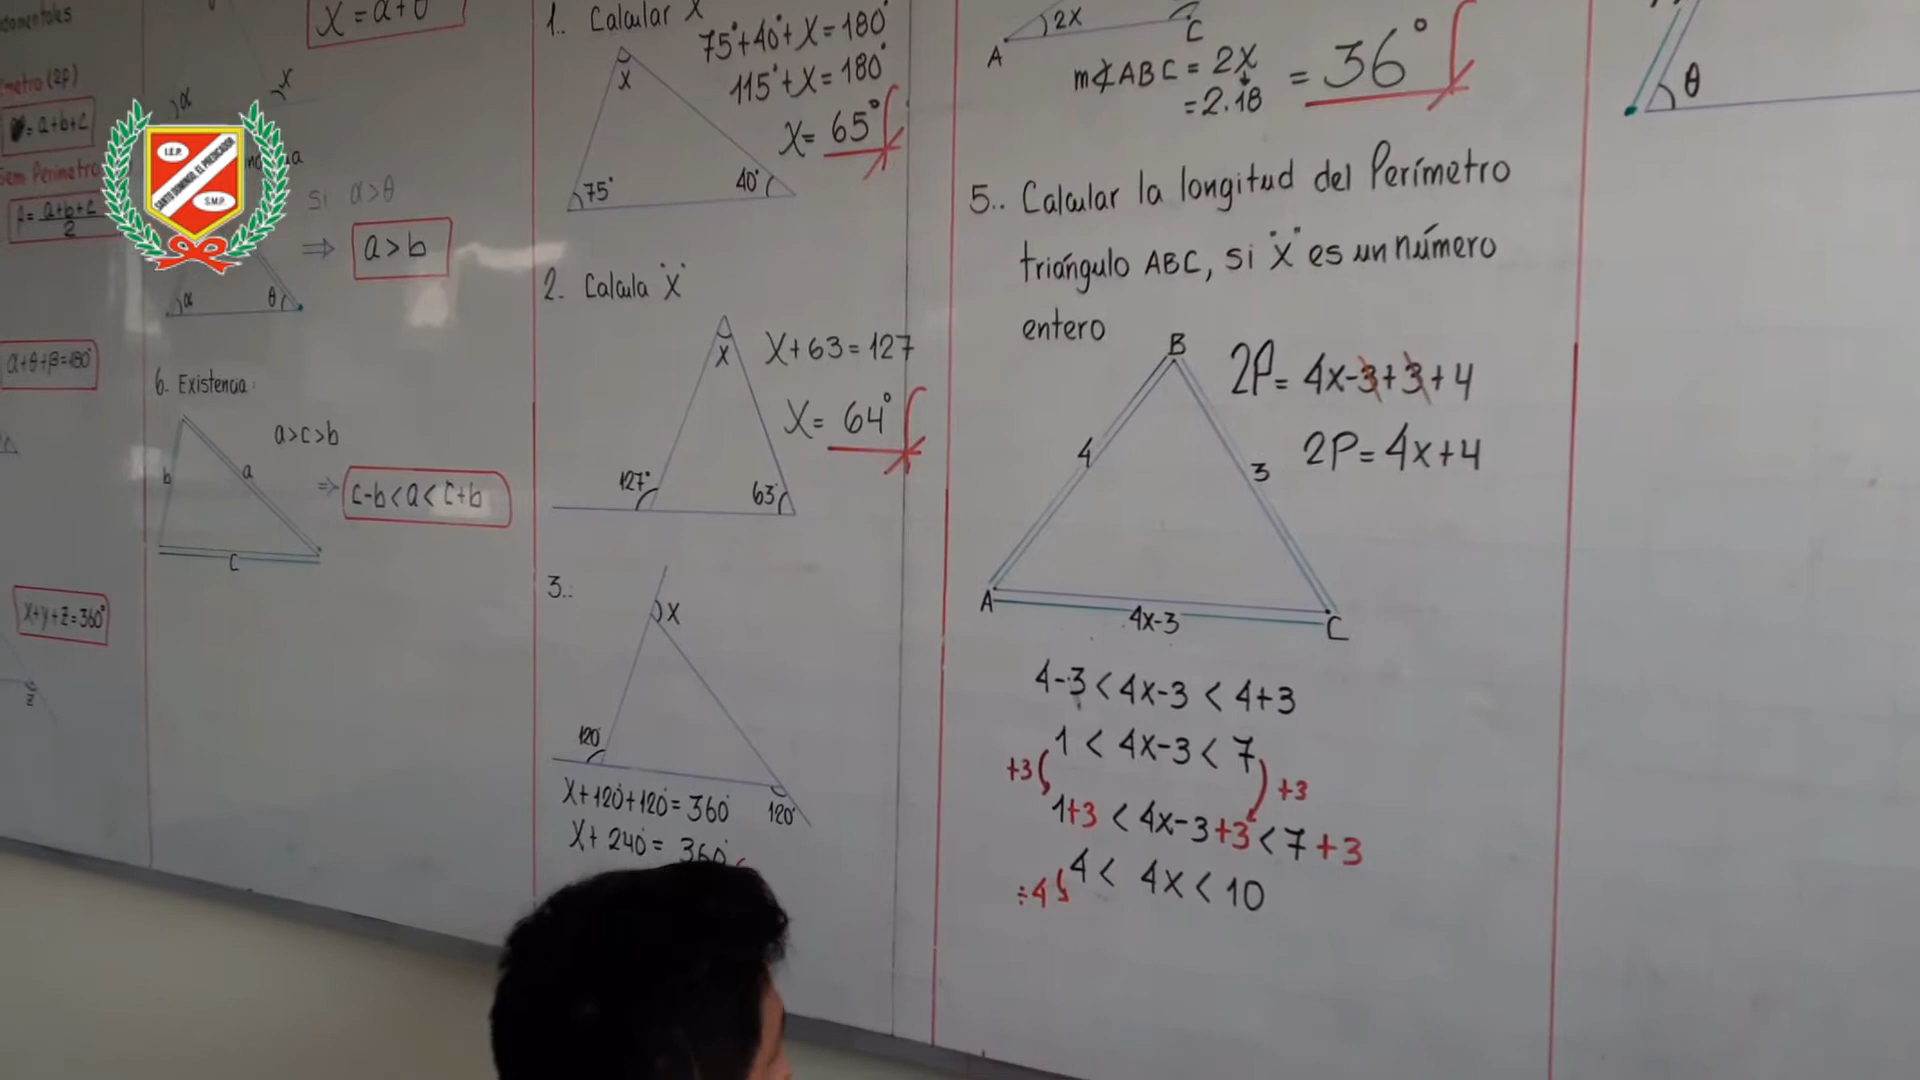 X = a+θ
α
X
= a+b+c
Semi Perimetro
a+b+c
2
si a>θ
⇒ a>b
α θ
α+θ+β=180°
6. Existencia:
a>c>b
b a
⇒ c-b<a<c+b
c
x+y+z=360°
z
I.E.P.
SANTO DOMINGO, EL PREDICADOR
S.M.P.
1.. Calcular X
75°+40°+X=180°
115°+X=180°
X= 65°
X
75° 40°
2. Calcula "X"
X+63=127
X= 64°
X
127° 63°
3..
X
120
X+120°+120°=360°
120°
X+240°=360°
A 2X C
m∢ABC = 2X = 36°
=2.18
5.. Calcular la longitud del Perímetro
triángulo ABC, si "X" es un número
entero
B
2P= 4x-3+3+4
2P=4x+4
4 3
A 4x-3 C
4-3<4x-3<4+3
1<4x-3<7
+3 +3
1+3<4x-3+3<7+3
÷4 4<4x<10
θ